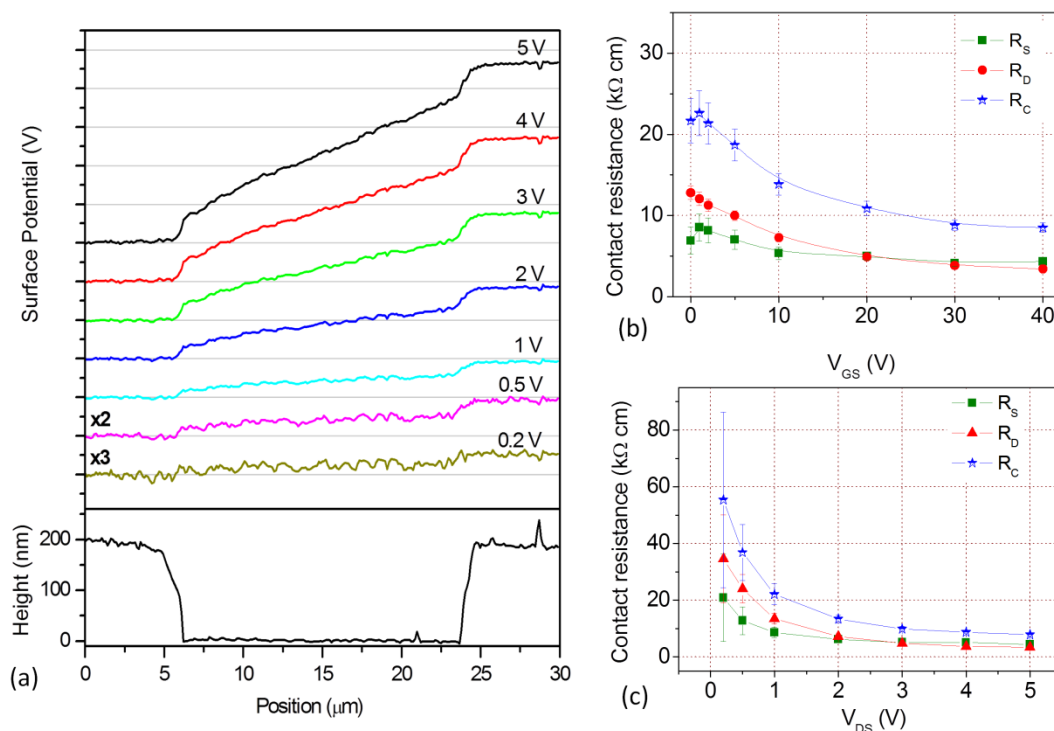 Surface Potential (V)
5 V
4 V
3 V
2 V
1 V
0.5 V
x2
0.2 V
x3
Height (nm)
200
100
0
0 5 10 15 20 25 30
Position (μm)
(a)
Contact resistance (kΩ cm)
30
20
10
0
R_S
R_D
R_C
0 10 20 30 40
V_GS (V)
(b)
Contact resistance (kΩ cm)
80
60
40
20
0
R_S
R_D
R_C
0 1 2 3 4 5
V_DS (V)
(c)